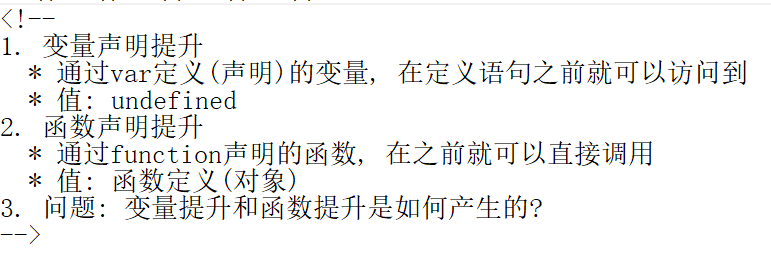 <!--
1. 变量声明提升
* 通过var定义(声明)的变量, 在定义语句之前就可以访问到
* 值: undefined
2. 函数声明提升
* 通过function声明的函数, 在之前就可以直接调用
* 值: 函数定义(对象)
3. 问题: 变量提升和函数提升是如何产生的?
-->